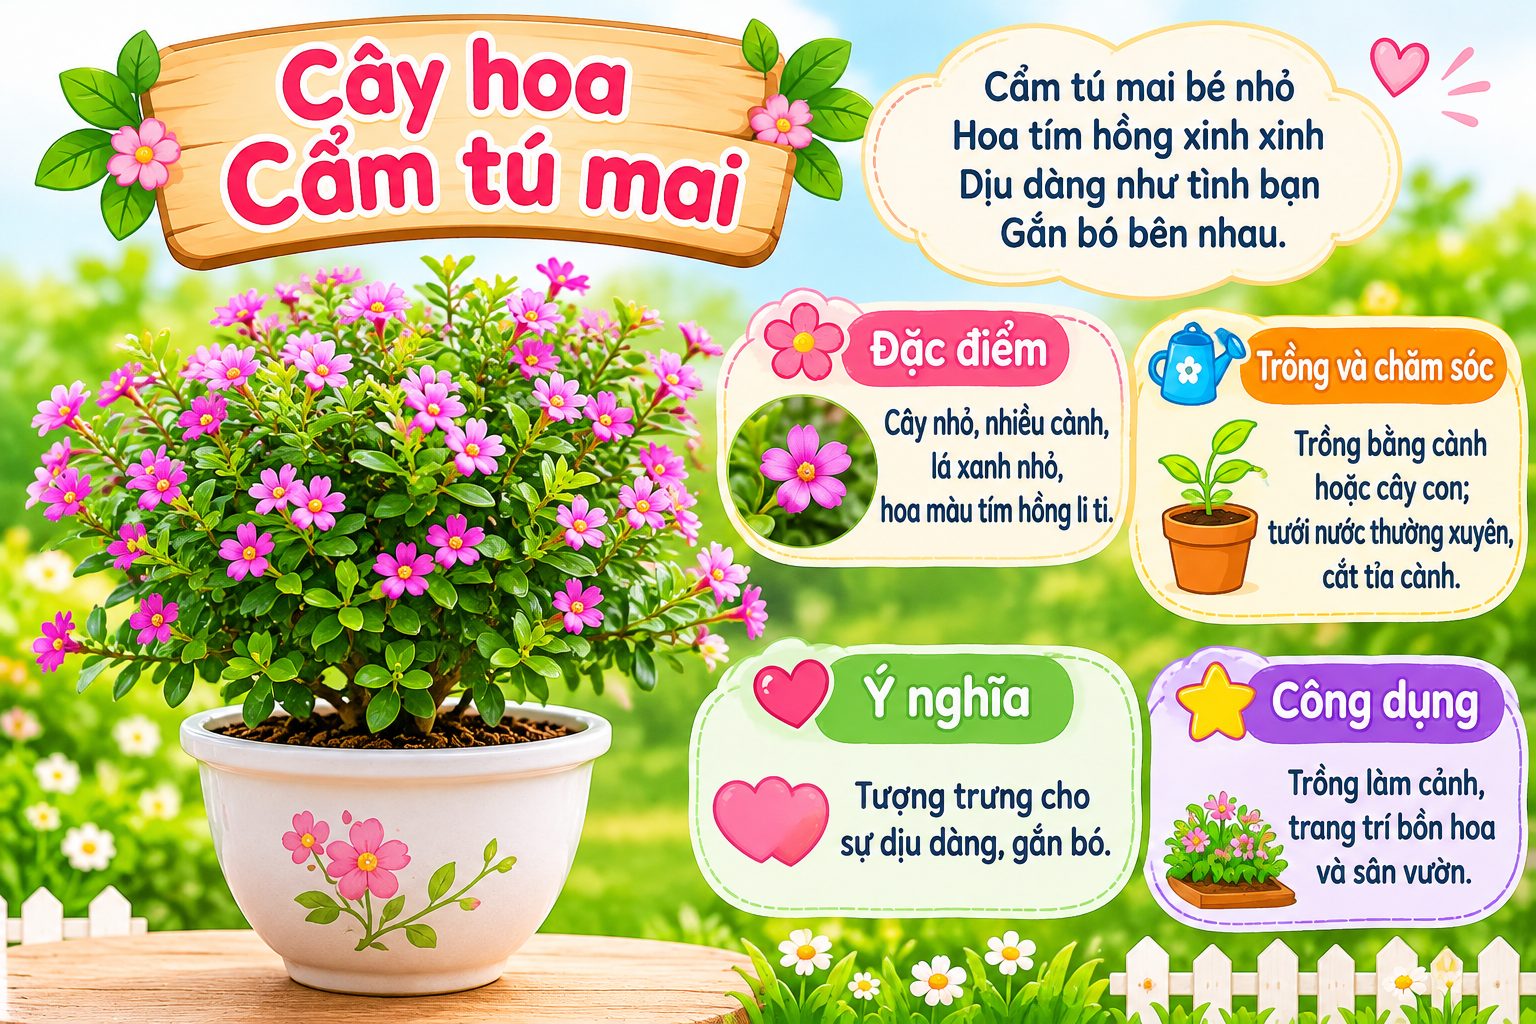 Cây hoa
Cẩm tú mai
Cẩm tú mai bé nhỏ
Hoa tím hồng xinh xinh
Dịu dàng như tình bạn
Gắn bó bên nhau.
Đặc điểm
Cây nhỏ, nhiều cành,
lá xanh nhỏ,
hoa màu tím hồng li ti.
Trồng và chăm sóc
Trồng bằng cành
hoặc cây con;
tưới nước thường xuyên,
cắt tỉa cành.
Ý nghĩa
Tượng trưng cho
sự dịu dàng, gắn bó.
Công dụng
Trồng làm cảnh,
trang trí bồn hoa
và sân vườn.